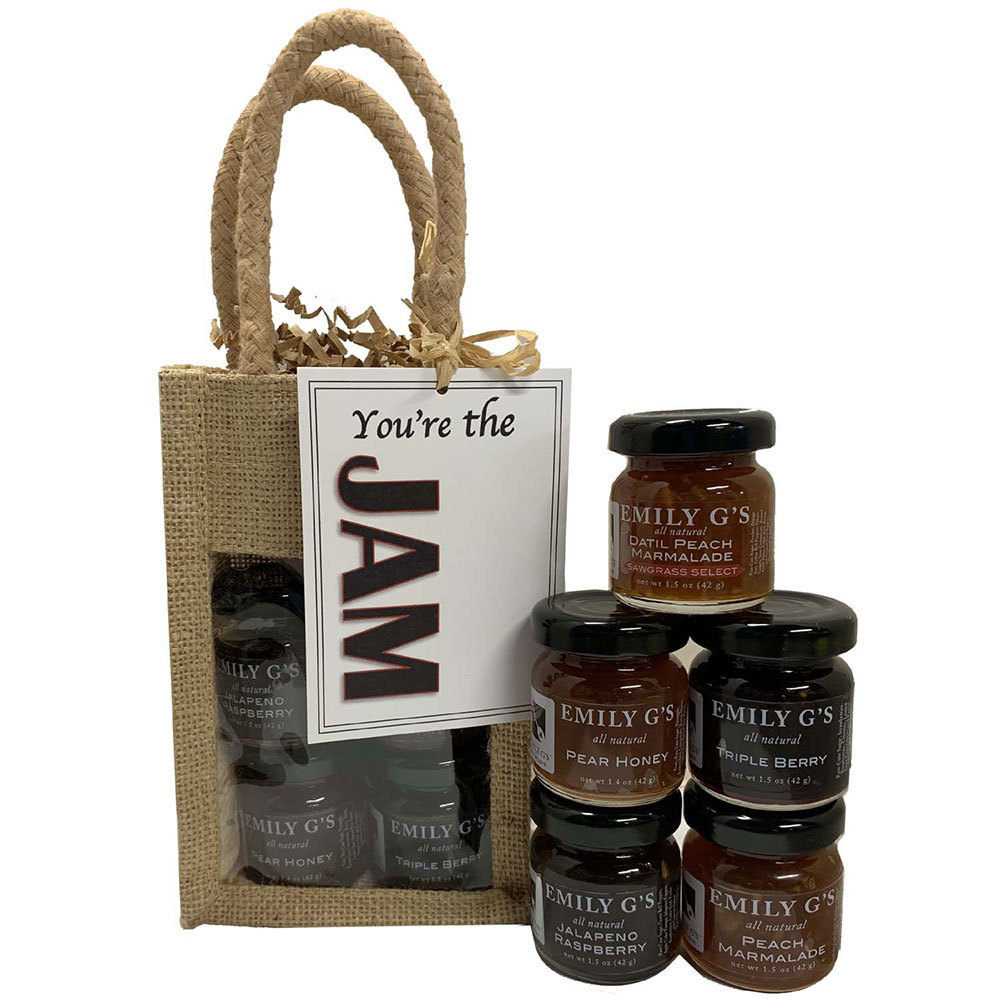 You're the
JAM
EMILY G'S
all natural
DATIL PEACH
MARMALADE
SAWGRASS SELECT
net wt 1.5 oz (42 g)
EMILY G'S
all natural
PEAR HONEY
net wt 1.4 oz (42 g)
EMILY G'S
all natural
TRIPLE BERRY
net wt 1.5 oz (42 g)
EMILY G'S
all natural
JALAPENO
RASPBERRY
net wt 1.5 oz (42 g)
EMILY G'S
all natural
PEACH
MARMALADE
net wt 1.5 oz (42 g)
MILY G'S
all natural
JALAPENO
RASPBERRY
EMILY G'S
all natural
PEAR HONEY
EMILY G'S
all natural
TRIPLE BERRY